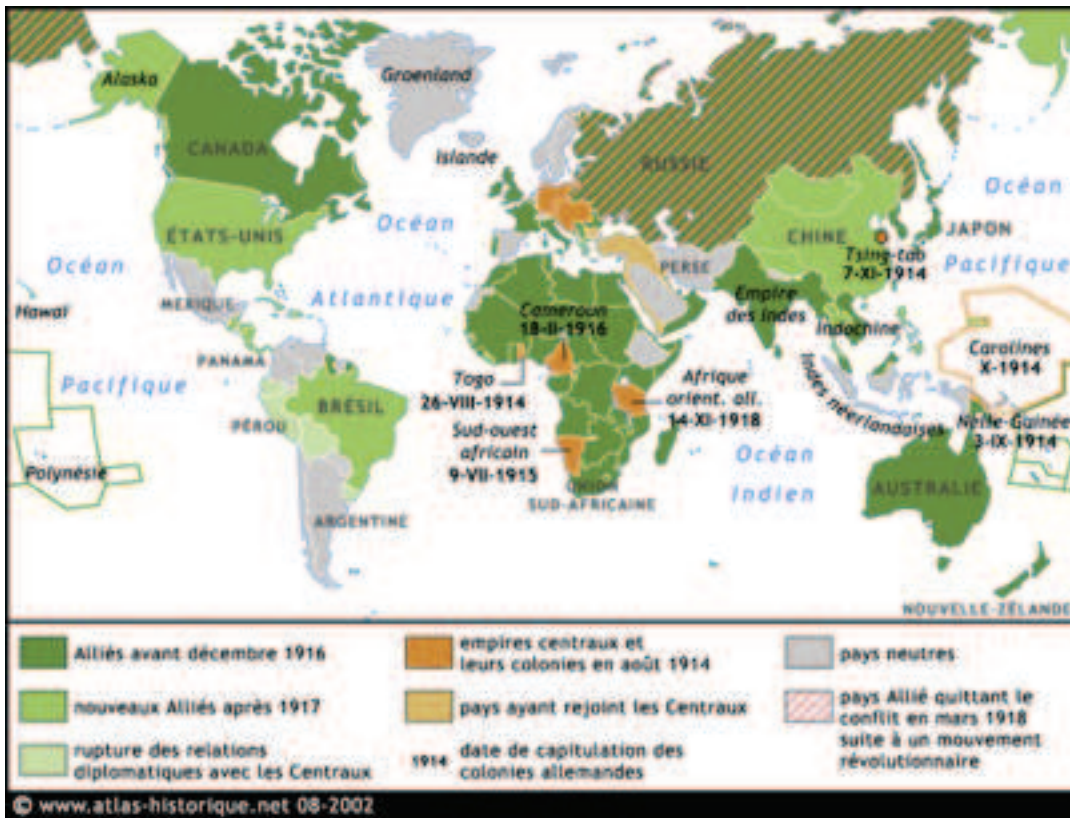 Alaska
Groenland
CANADA
Islande
RUSSIE
Océan
Océan
ÉTATS-UNIS
CHINE
JAPON
Océan
PERSE
Tsing-tao
7-XI-1914
Pacifique
Atlantique
MEXIQUE
Hawaï
Cameroun
18-II-1916
Empire
des Indes
Indochine
Carolines
X-1914
PANAMA
Pacifique
Togo
26-VIII-1914
Afrique
orient. all.
14-XI-1918
BRÉSIL
Indes néerlandaises
Nelle-Guinée
3-IX-1914
PÉROU
Sud-ouest
africain
9-VII-1915
Océan
Indien
Polynésie
UNION
SUD-AFRICAINE
AUSTRALIE
ARGENTINE
NOUVELLE-ZÉLANDE
Alliés avant décembre 1916
empires centraux et
leurs colonies en août 1914
pays neutres
nouveaux Alliés après 1917
pays ayant rejoint les Centraux
pays Allié quittant le
conflit en mars 1918
suite à un mouvement
révolutionnaire
rupture des relations
diplomatiques avec les Centraux
1914
date de capitulation des
colonies allemandes
© www.atlas-historique.net 08-2002